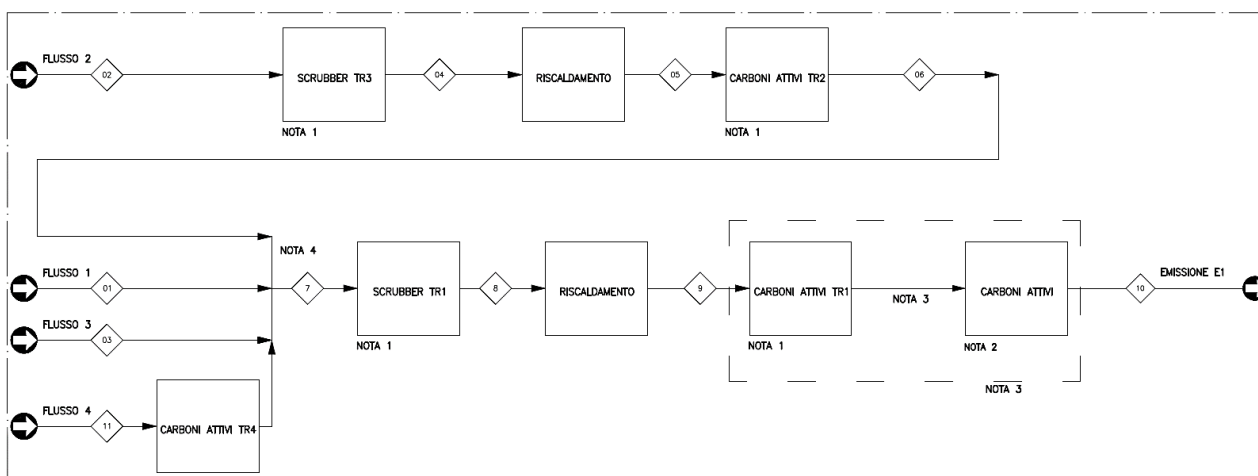 FLUSSO 2
02
SCRUBBER TR3
NOTA 1
04
RISCALDAMENTO
05
CARBONI ATTIVI TR2
NOTA 1
06
NOTA 4
FLUSSO 1
01
FLUSSO 3
03
FLUSSO 4
11
CARBONI ATTIVI TR4
7
SCRUBBER TR1
NOTA 1
8
RISCALDAMENTO
9
CARBONI ATTIVI TR1
NOTA 1
NOTA 3
CARBONI ATTIVI
NOTA 2
NOTA 3
10
EMISSIONE E1